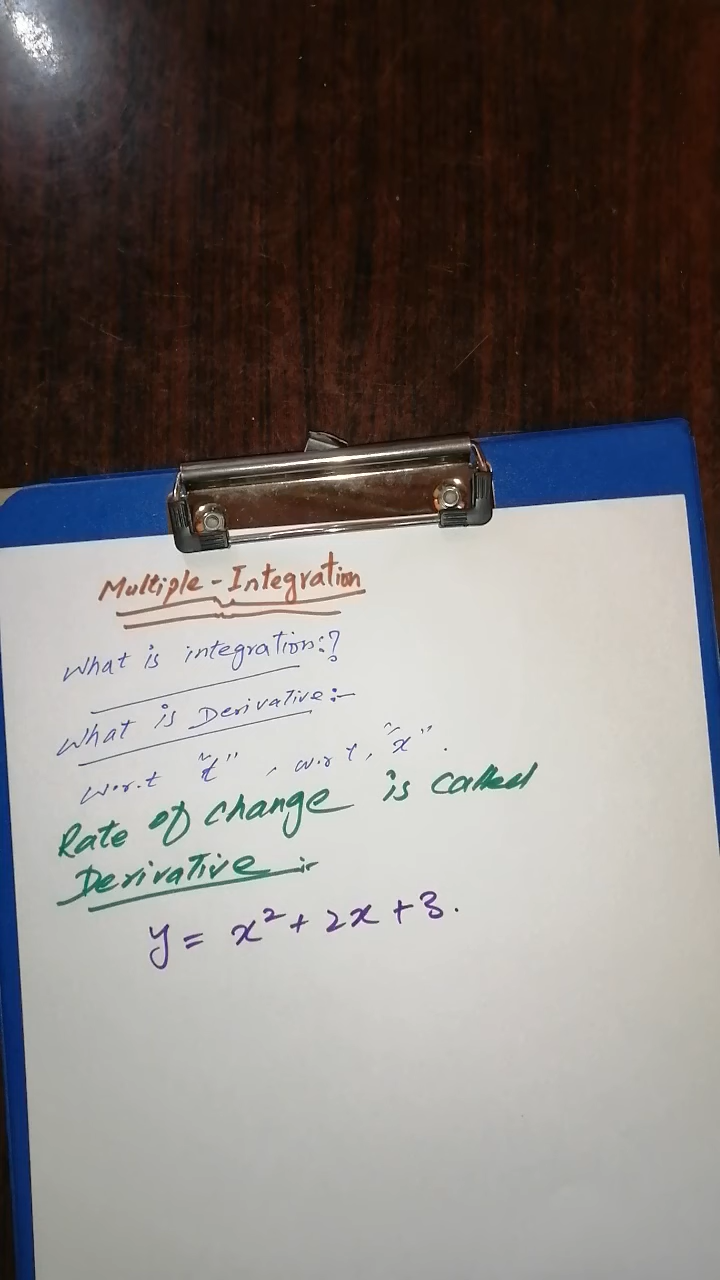 Multiple - Integration
What is integration:?
What is Derivative:-
w.r.t "t", w.r.t, "x".
Rate of change is called
Derivative:-
y = x² + 2x + 3.